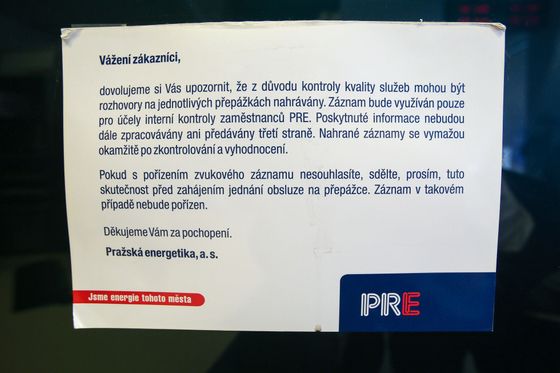 Vážení zákazníci,
dovolujeme si Vás upozornit, že z důvodu kontroly kvality služeb mohou být
rozhovory na jednotlivých přepážkách nahrávány. Záznam bude využíván pouze
pro účely interní kontroly zaměstnanců PRE. Poskytnuté informace nebudou
dále zpracovávány ani předávány třetí straně. Nahrané záznamy se vymažou
okamžitě po zkontrolování a vyhodnocení.
Pokud s pořízením zvukového záznamu nesouhlasíte, sdělte, prosím, tuto
skutečnost před zahájením jednání obsluze na přepážce. Záznam v takovém
případě nebude pořízen.
Děkujeme Vám za pochopení.
Pražská energetika, a. s.
Jsme energie tohoto města
PRE